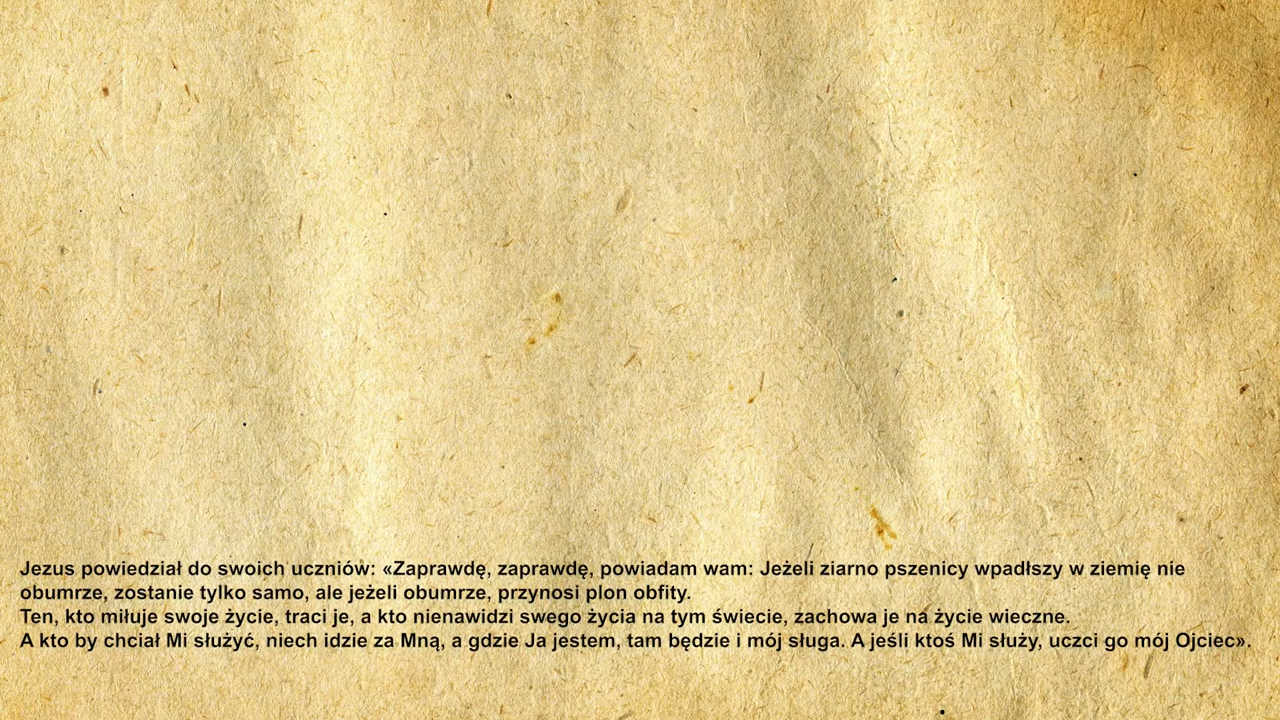 Jezus powiedział do swoich uczniów: «Zaprawdę, zaprawdę, powiadam wam: Jeżeli ziarno pszenicy wpadłszy w ziemię nie
obumrze, zostanie tylko samo, ale jeżeli obumrze, przynosi plon obfity.
Ten, kto miłuje swoje życie, traci je, a kto nienawidzi swego życia na tym świecie, zachowa je na życie wieczne.
A kto by chciał Mi służyć, niech idzie za Mną, a gdzie Ja jestem, tam będzie i mój sługa. A jeśli ktoś Mi służy, uczci go mój Ojciec».